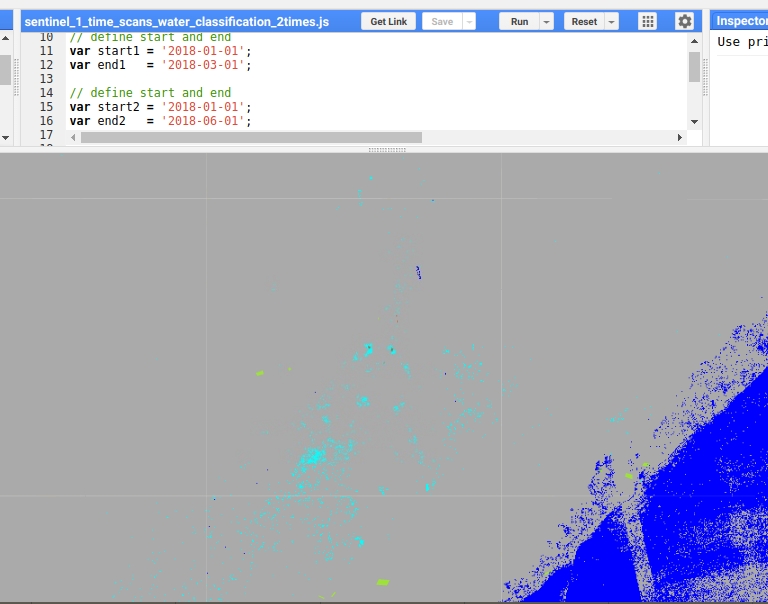 sentinel_1_time_scans_water_classification_2times.js
Get Link
Save
Run
Reset
Inspector
10 // define start and end
11 var start1 = '2018-01-01';
12 var end1 = '2018-03-01';
13
14 // define start and end
15 var start2 = '2018-01-01';
16 var end2 = '2018-06-01';
17
Use pri